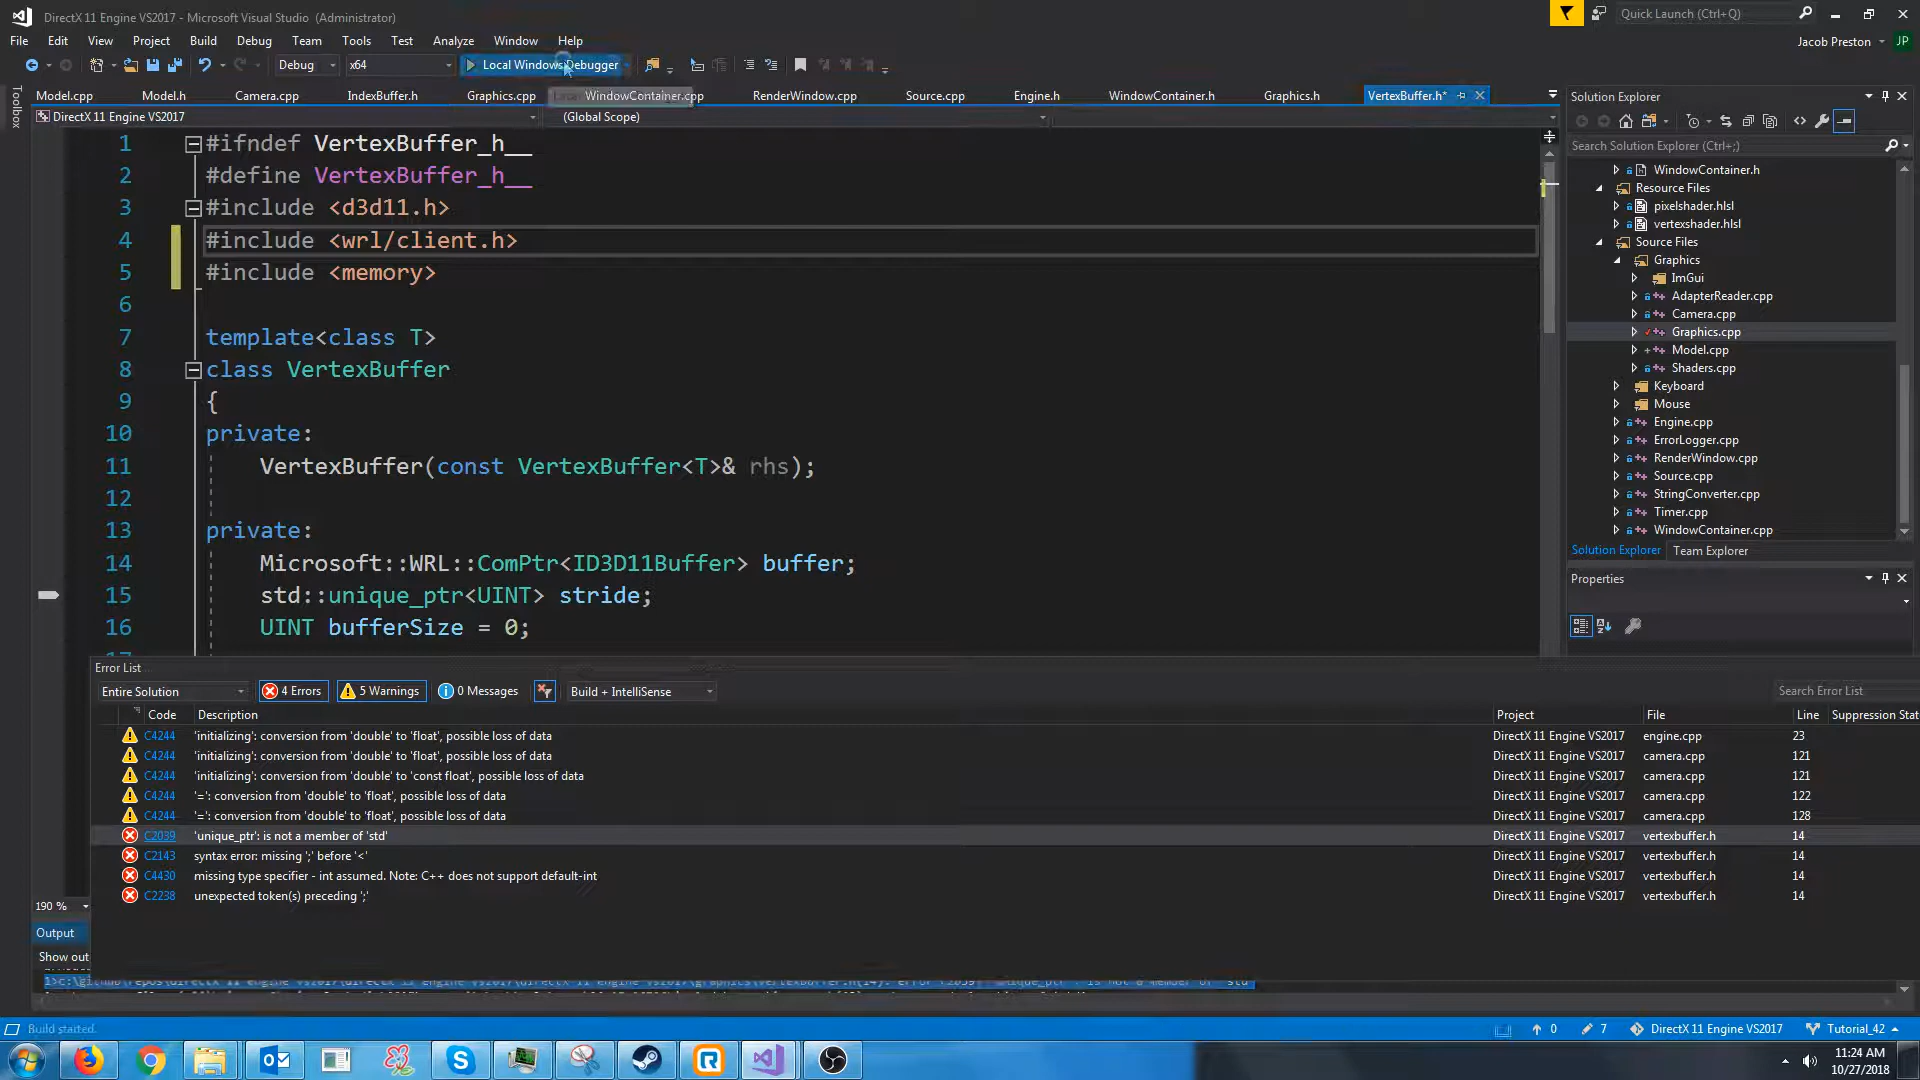 DirectX 11 Engine VS2017 - Microsoft Visual Studio (Administrator)
Quick Launch (Ctrl+Q)
File Edit View Project Build Debug Team Tools Test Analyze Window Help
Jacob Preston JP
Debug x64 Local Windows Debugger
Toolbox
Model.cpp Model.h Camera.cpp IndexBuffer.h Graphics.cpp WindowContainer.cpp RenderWindow.cpp Source.cpp Engine.h WindowContainer.h Graphics.h VertexBuffer.h*
DirectX 11 Engine VS2017 (Global Scope)
1 #ifndef VertexBuffer_h__
2 #define VertexBuffer_h__
3 #include <d3d11.h>
4 #include <wrl/client.h>
5 #include <memory>
6
7 template<class T>
8 class VertexBuffer
9 {
10 private:
11 VertexBuffer(const VertexBuffer<T>& rhs);
12
13 private:
14 Microsoft::WRL::ComPtr<ID3D11Buffer> buffer;
15 std::unique_ptr<UINT> stride;
16 UINT bufferSize = 0;
Solution Explorer
Search Solution Explorer (Ctrl+;)
WindowContainer.h
Resource Files
pixelshader.hlsl
vertexshader.hlsl
Source Files
Graphics
ImGui
AdapterReader.cpp
Camera.cpp
Graphics.cpp
Model.cpp
Shaders.cpp
Keyboard
Mouse
Engine.cpp
ErrorLogger.cpp
RenderWindow.cpp
Source.cpp
StringConverter.cpp
Timer.cpp
WindowContainer.cpp
Solution Explorer Team Explorer
Properties
Error List
Entire Solution 4 Errors 5 Warnings 0 Messages Build + IntelliSense Search Error List
Code Description Project File Line Suppression Stat
C4244 'initializing': conversion from 'double' to 'float', possible loss of data DirectX 11 Engine VS2017 engine.cpp 23
C4244 'initializing': conversion from 'double' to 'float', possible loss of data DirectX 11 Engine VS2017 camera.cpp 121
C4244 'initializing': conversion from 'double' to 'const float', possible loss of data DirectX 11 Engine VS2017 camera.cpp 121
C4244 '=': conversion from 'double' to 'float', possible loss of data DirectX 11 Engine VS2017 camera.cpp 122
C4244 '=': conversion from 'double' to 'float', possible loss of data DirectX 11 Engine VS2017 camera.cpp 128
C2039 'unique_ptr': is not a member of 'std' DirectX 11 Engine VS2017 vertexbuffer.h 14
C2143 syntax error: missing ';' before '<' DirectX 11 Engine VS2017 vertexbuffer.h 14
C4430 missing type specifier - int assumed. Note: C++ does not support default-int DirectX 11 Engine VS2017 vertexbuffer.h 14
C2238 unexpected token(s) preceding ';' DirectX 11 Engine VS2017 vertexbuffer.h 14
190 %
Output
Show out
Build started. 0 7 DirectX 11 Engine VS2017 Tutorial_42
11:24 AM
10/27/2018